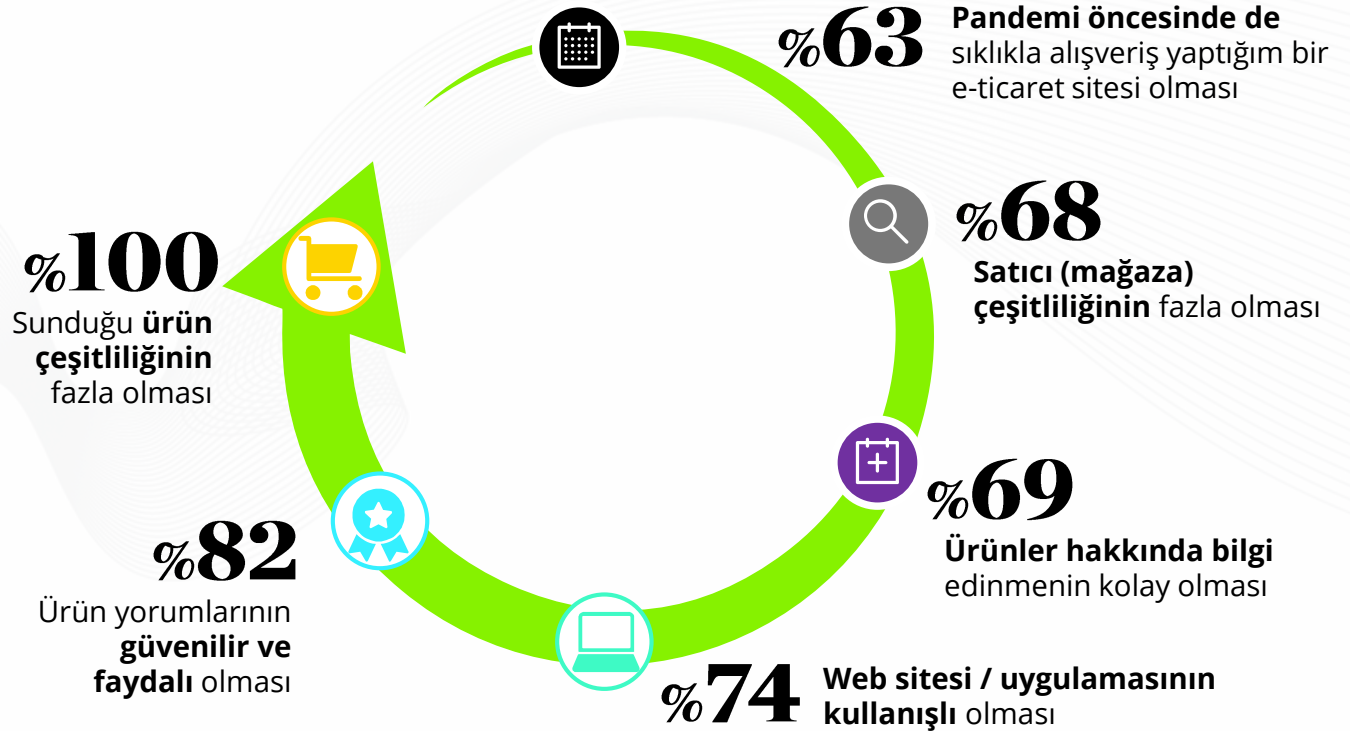 %63
Pandemi öncesinde de
sıklıkla alışveriş yaptığım bir
e-ticaret sitesi olması
%68
Satıcı (mağaza)
çeşitliliğinin fazla olması
%69
Ürünler hakkında bilgi
edinmenin kolay olması
%74
Web sitesi / uygulamasının
kullanışlı olması
%82
Ürün yorumlarının
güvenilir ve
faydalı olması
%100
Sunduğu ürün
çeşitliliğinin
fazla olması